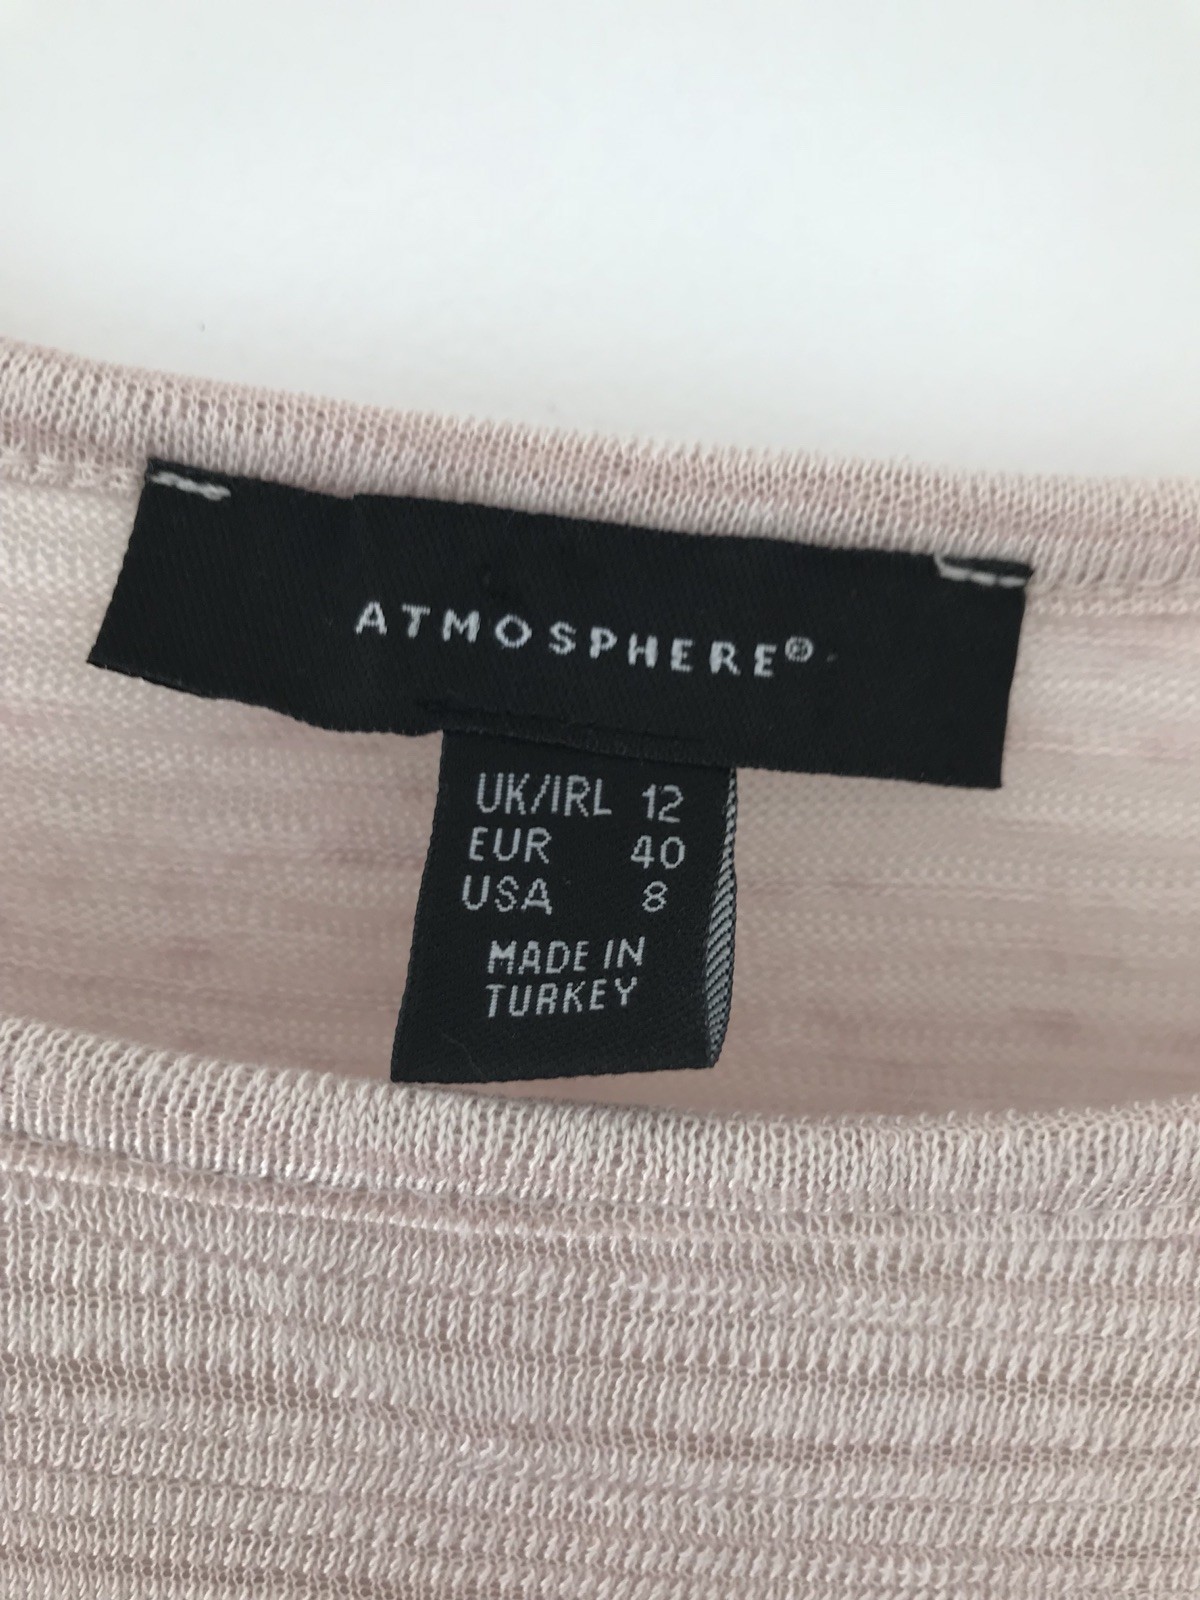 ATMOSPHERE®
UK/IRL 12
EUR 40
USA 8
MADE IN
TURKEY